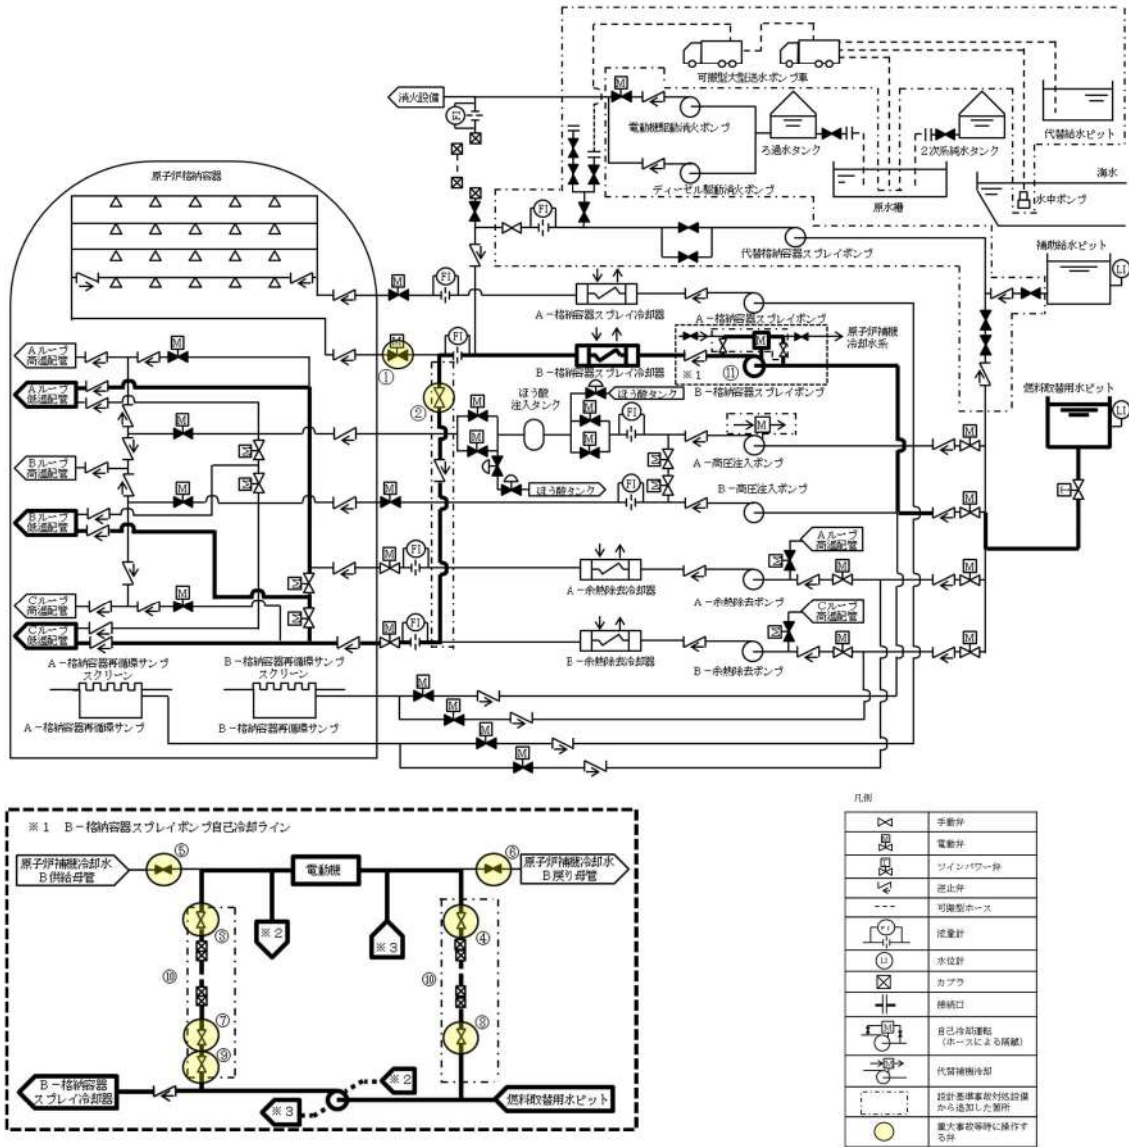 可搬型大型送水ポンプ車
消火設備
M
FI
電動機駆動消火ポンプ
ろ過水タンク
2次系純水タンク
代替給水ピット
海水
原子炉格納容器
ディーゼル駆動消火ポンプ
原水槽
水中ポンプ
FI
代替格納容器スプレイポンプ
補助給水ピット
LI
M
FI
A-格納容器スプレイ冷却器
A-格納容器スプレイポンプ
原子炉補機
冷却水系
Aループ
高温配管
M
M
①
FI
B-格納容器スプレイ冷却器
※1
⑪
M
B-格納容器スプレイポンプ
燃料取替用水ピット
LI
Aループ
低温配管
②
ほう酸
注入タンク
ほう酸タンク
M
M
M
FI
M
A-高圧注入ポンプ
M
Bループ
高温配管
M
M
M
M
ほう酸タンク
FI
M
B-高圧注入ポンプ
M
Bループ
低温配管
Aループ
高温配管
M
FI
A-余熱除去冷却器
A-余熱除去ポンプ
M
M
M
Cループ
高温配管
M
M
Cループ
高温配管
Cループ
低温配管
M
FI
B-余熱除去冷却器
B-余熱除去ポンプ
M
M
M
A-格納容器再循環サンプ
スクリーン
B-格納容器再循環サンプ
スクリーン
A-格納容器再循環サンプ
B-格納容器再循環サンプ
M
M
M
M
※1 B-格納容器スプレイポンプ自己冷却ライン
原子炉補機冷却水
B供給母管
⑤
電動機
⑥
原子炉補機冷却水
B戻り母管
③
※2
※3
④
⑩
⑩
⑦
⑧
⑨
B-格納容器
スプレイ冷却器
※2
※3
燃料取替用水ピット
凡例
手動弁
電動弁
ツインパワー弁
逆止弁
可搬型ホース
FI
流量計
LI
水位計
カプラ
接続口
M
自己冷却運転
(ホースによる隔離)
M
代替補機冷却
設計基準事故対処設備
から追加した箇所
重大事故等時に操作す
る弁